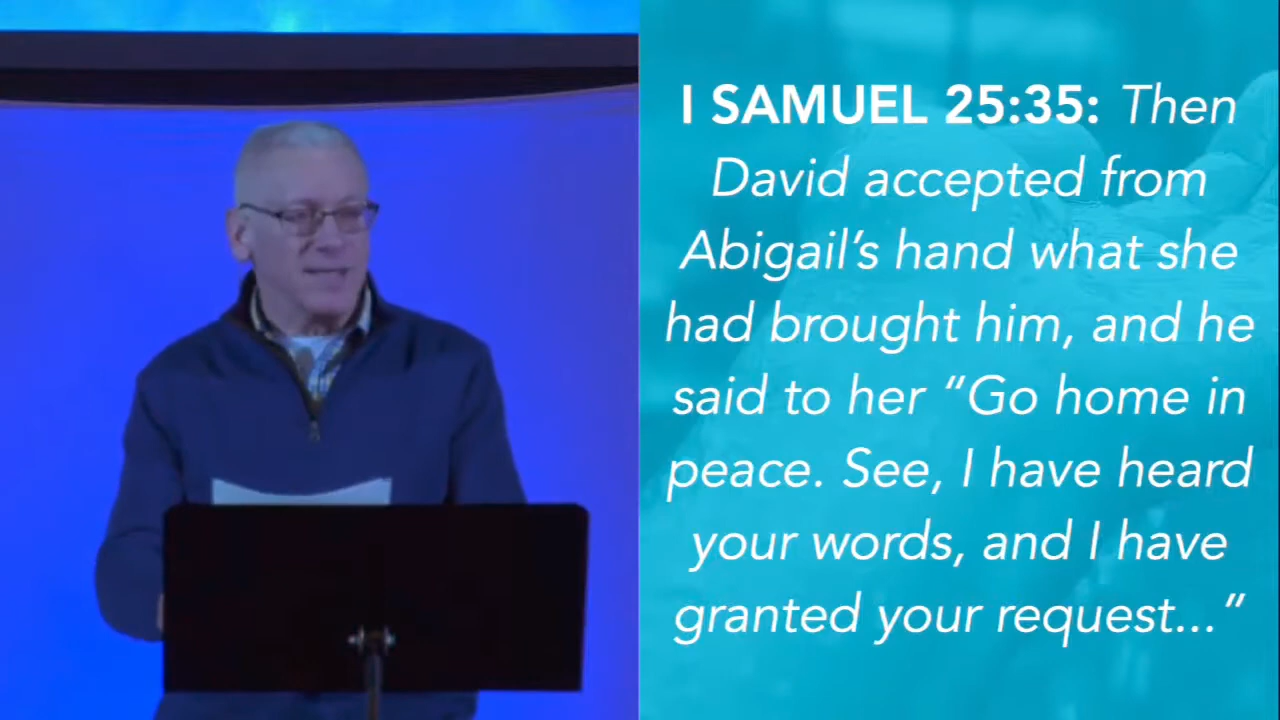 I SAMUEL 25:35: Then
David accepted from
Abigail’s hand what she
had brought him, and he
said to her “Go home in
peace. See, I have heard
your words, and I have
granted your request...”